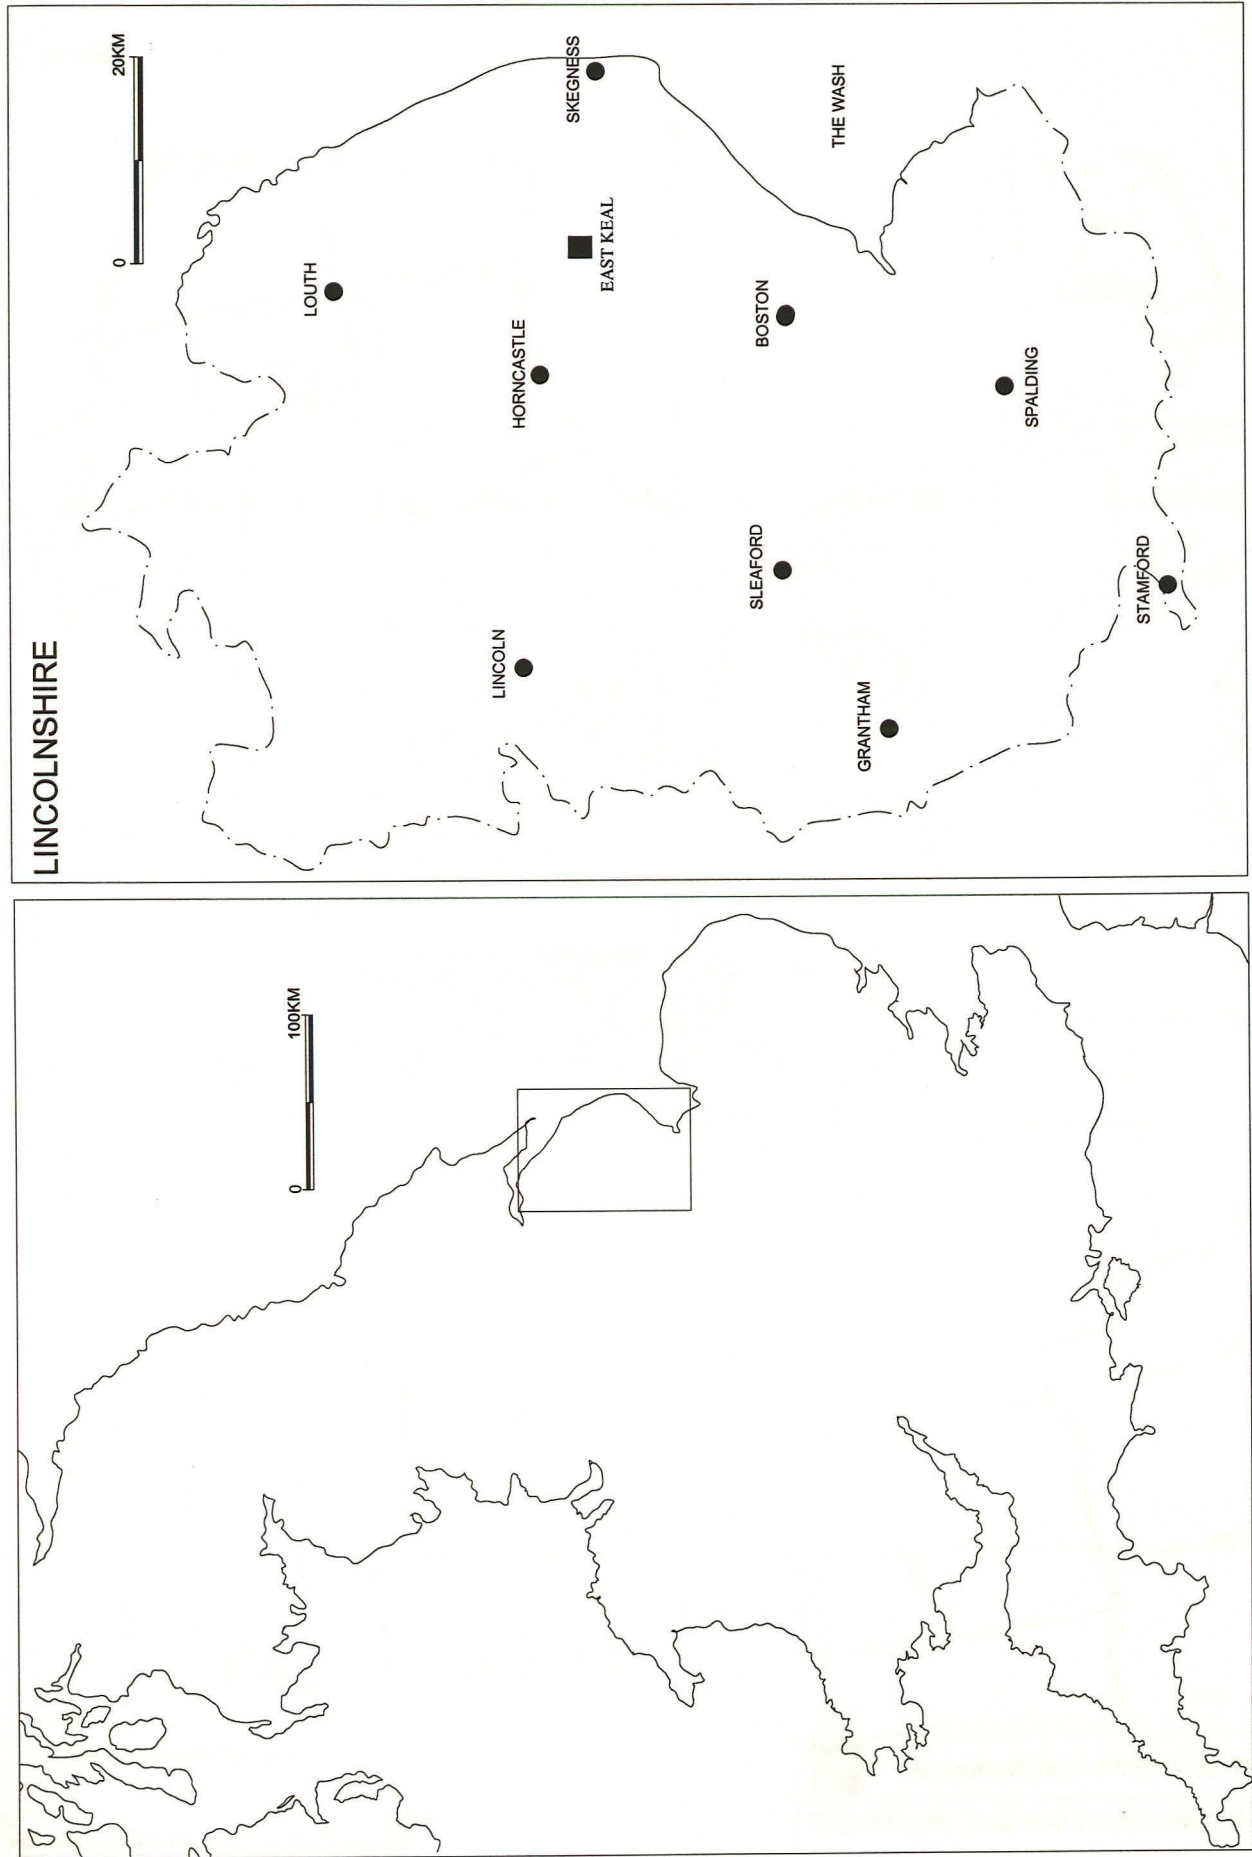 LINCOLNSHIRE
0 20KM
LOUTH
SKEGNESS
HORNCASTLE
EAST KEAL
LINCOLN
BOSTON
THE WASH
SLEAFORD
GRANTHAM
SPALDING
STAMFORD
0 100KM